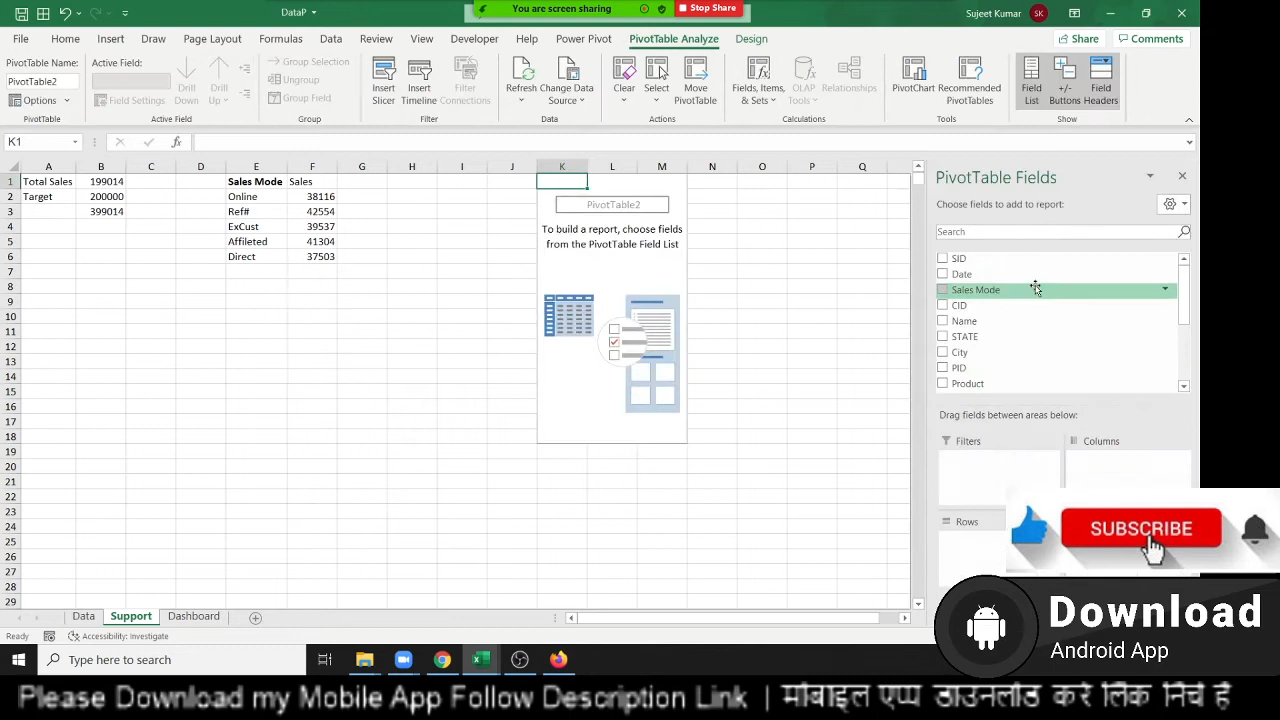 DataP
You are screen sharing
Stop Share
Sujeet Kumar
SK
File Home Insert Draw Page Layout Formulas Data Review View Developer Help Power Pivot PivotTable Analyze Design
Share
Comments
PivotTable Name:
PivotTable2
Options
PivotTable
Active Field:
Field Settings
Drill Down
Drill Up
Active Field
Group Selection
Ungroup
Group Field
Group
Insert Slicer
Insert Timeline
Filter Connections
Filter
Refresh
Change Data Source
Data
Clear
Select
Move PivotTable
Actions
Fields, Items, & Sets
OLAP Tools
Relationships
Calculations
PivotChart
Recommended PivotTables
Tools
Field List
+/- Buttons
Field Headers
Show
K1
fx
A B C D E F G H I J K L M N O P Q
1 Total Sales 199014 Sales Mode Sales
2 Target 200000 Online 38116
3 399014 Ref# 42554
4 ExCust 39537
5 Affileted 41304
6 Direct 37503
7
8
9
10
11
12
13
14
15
16
17
18
19
20
21
22
23
24
25
26
27
28
29
PivotTable2
To build a report, choose fields
from the PivotTable Field List
PivotTable Fields
Choose fields to add to report:
Search
SID
Date
Sales Mode
CID
Name
STATE
City
PID
Product
Drag fields between areas below:
Filters
Columns
Rows
SUBSCRIBE
Download
Android App
Data Support Dashboard
Ready
Accessibility: Investigate
Type here to search
Please Download my Mobile App Follow Description Link | मोबाइल एप्प डाउनलोड करे लिंक निचे है